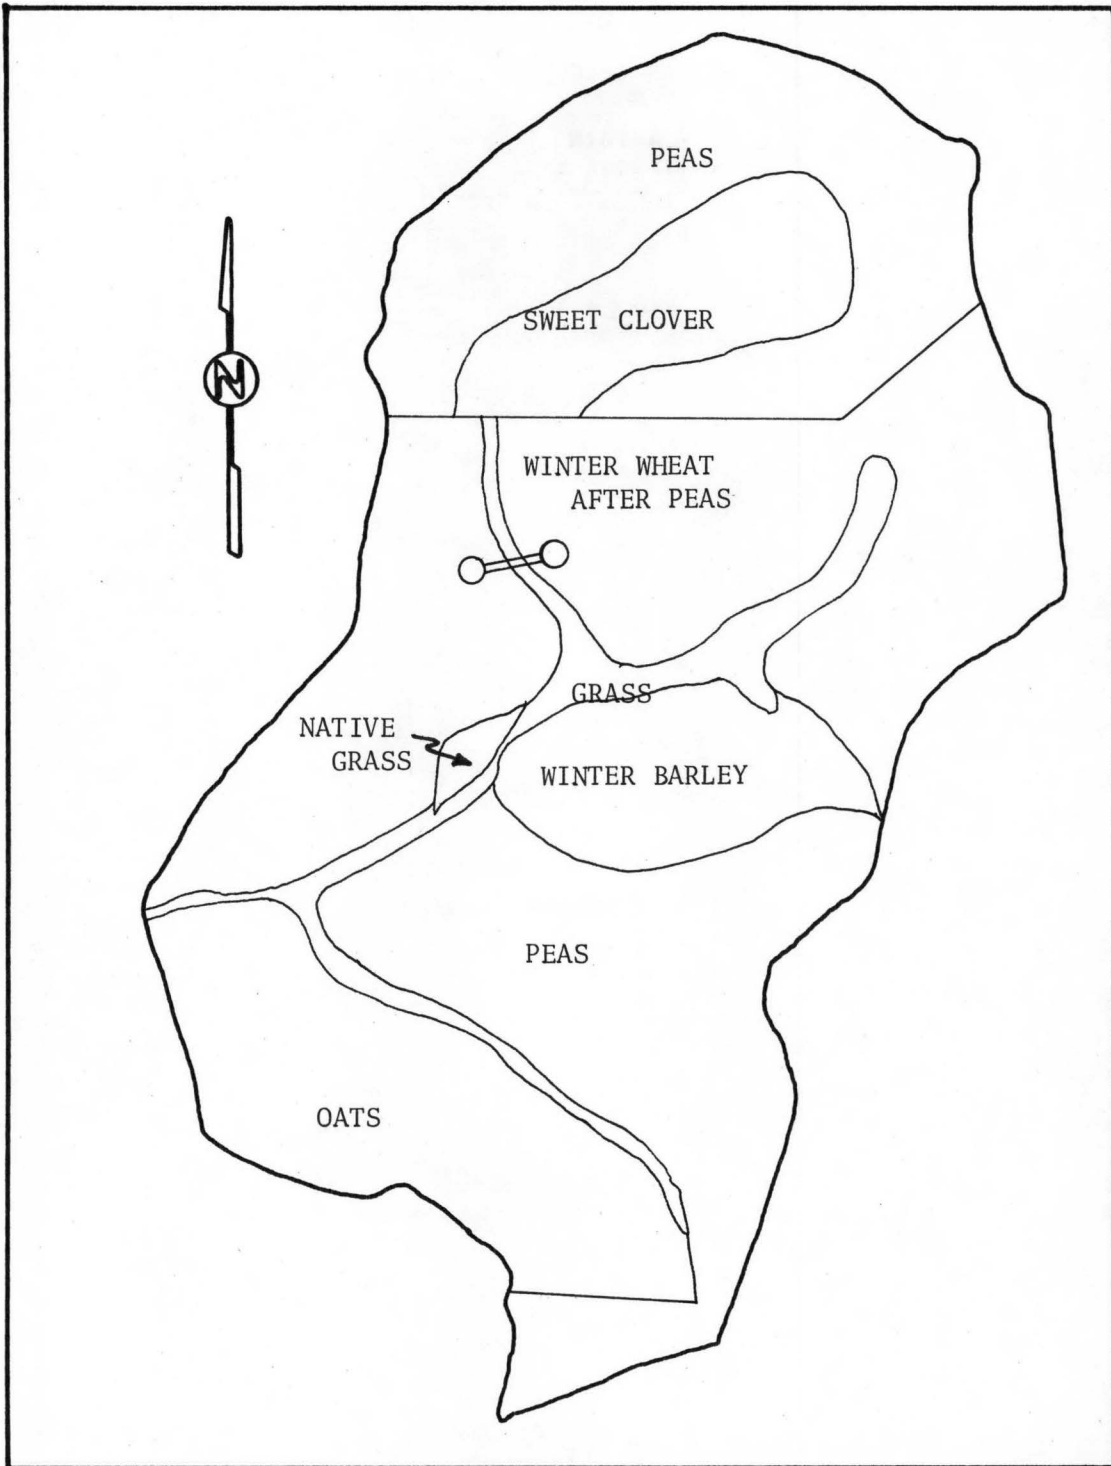 PEAS
SWEET CLOVER
N
WINTER WHEAT
AFTER PEAS
GRASS
NATIVE
GRASS
WINTER BARLEY
PEAS
OATS